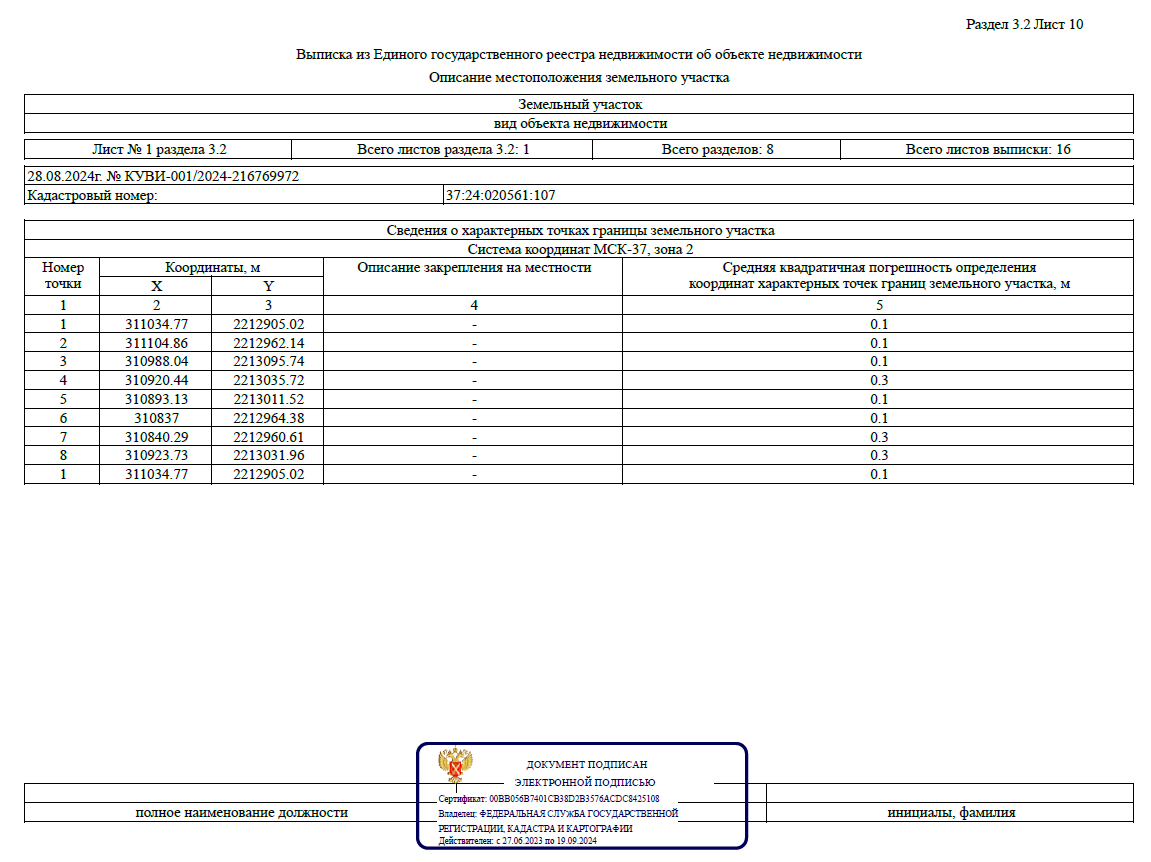 Раздел 3.2 Лист 10
Выписка из Единого государственного реестра недвижимости об объекте недвижимости
Описание местоположения земельного участка
Земельный участок
вид объекта недвижимости
Лист № 1 раздела 3.2 Всего листов раздела 3.2: 1 Всего разделов: 8 Всего листов выписки: 16
28.08.2024г. № КУВИ-001/2024-216769972
Кадастровый номер: 37:24:020561:107
Сведения о характерных точках границы земельного участка
Система координат МСК-37, зона 2
Номер точки Координаты, м Описание закрепления на местности Средняя квадратичная погрешность определения координат характерных точек границ земельного участка, м
X Y
1 2 3 4 5
1 311034.77 2212905.02 - 0.1
2 311104.86 2212962.14 - 0.1
3 310988.04 2213095.74 - 0.1
4 310920.44 2213035.72 - 0.3
5 310893.13 2213011.52 - 0.1
6 310837 2212964.38 - 0.1
7 310840.29 2212960.61 - 0.3
8 310923.73 2213031.96 - 0.3
1 311034.77 2212905.02 - 0.1
ДОКУМЕНТ ПОДПИСАН
ЭЛЕКТРОННОЙ ПОДПИСЬЮ
Сертификат: 00BB056B7401CB38D2B3576ACDC8425108
Владелец: ФЕДЕРАЛЬНАЯ СЛУЖБА ГОСУДАРСТВЕННОЙ
РЕГИСТРАЦИИ, КАДАСТРА И КАРТОГРАФИИ
Действителен: с 27.06.2023 по 19.09.2024
полное наименование должности инициалы, фамилия